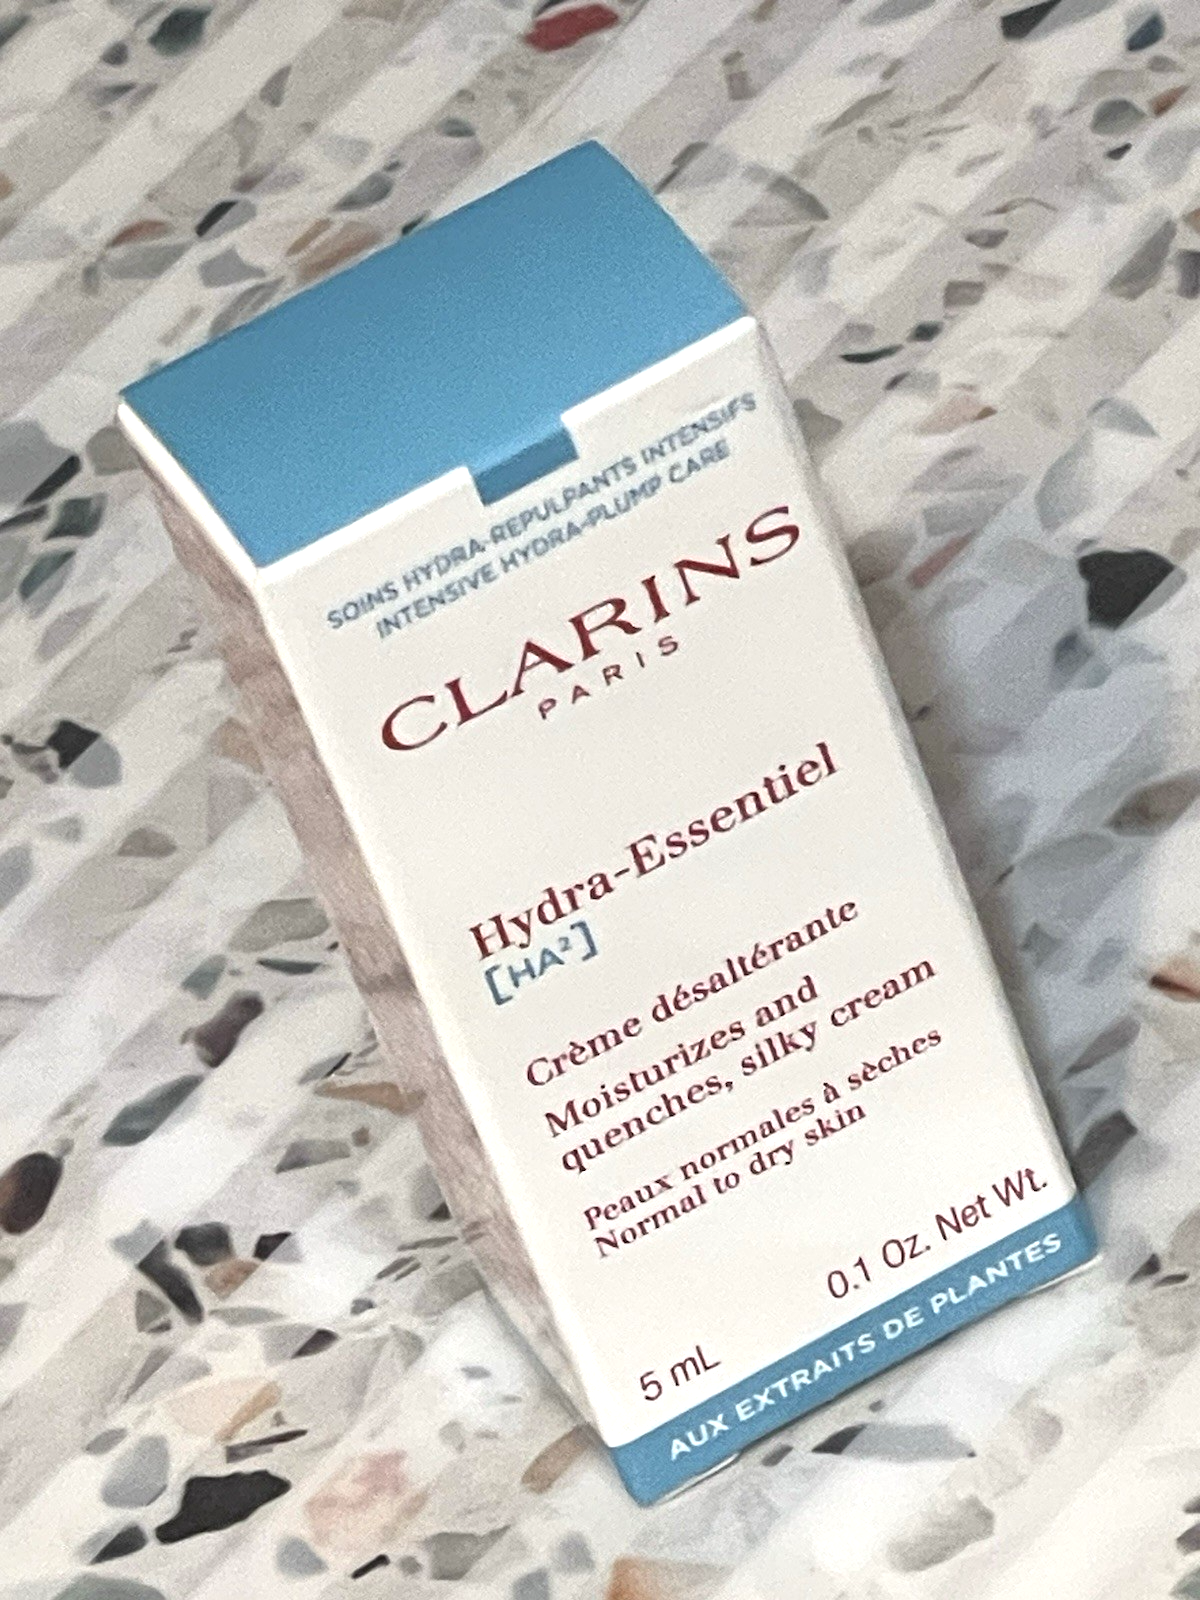 SOINS HYDRA-REPULPANTS INTENSIFS
INTENSIVE HYDRA-PLUMP CARE
CLARINS
PARIS
Hydra-Essentiel
[HA²]
Crème désaltérante
Moisturizes and
quenches, silky cream
Peaux normales à sèches
Normal to dry skin
5 mL 0.1 Oz. Net Wt.
AUX EXTRAITS DE PLANTES